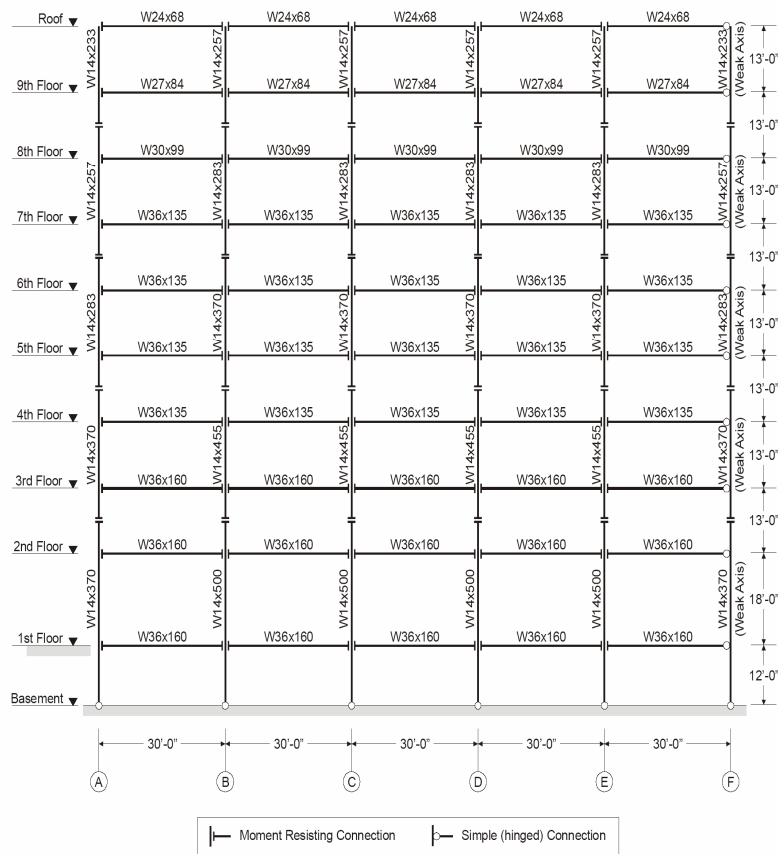 Roof W24x68 W24x68 W24x68 W24x68 W24x68
W14x233 W14x257 W14x257 W14x257 W14x257 W14x233 (Weak Axis) 13'-0"
9th Floor W27x84 W27x84 W27x84 W27x84 W27x84
13'-0"
8th Floor W30x99 W30x99 W30x99 W30x99 W30x99
W14x257 W14x283 W14x283 W14x283 W14x283 W14x257 (Weak Axis) 13'-0"
7th Floor W36x135 W36x135 W36x135 W36x135 W36x135
13'-0"
6th Floor W36x135 W36x135 W36x135 W36x135 W36x135
W14x283 W14x370 W14x370 W14x370 W14x370 W14x283 (Weak Axis) 13'-0"
5th Floor W36x135 W36x135 W36x135 W36x135 W36x135
13'-0"
4th Floor W36x135 W36x135 W36x135 W36x135 W36x135
W14x370 W14x455 W14x455 W14x455 W14x455 W14x370 (Weak Axis) 13'-0"
3rd Floor W36x160 W36x160 W36x160 W36x160 W36x160
13'-0"
2nd Floor W36x160 W36x160 W36x160 W36x160 W36x160
W14x370 W14x500 W14x500 W14x500 W14x500 W14x370 (Weak Axis) 18'-0"
1st Floor W36x160 W36x160 W36x160 W36x160 W36x160
12'-0"
Basement
30'-0" 30'-0" 30'-0" 30'-0" 30'-0"
A B C D E F
Moment Resisting Connection Simple (hinged) Connection